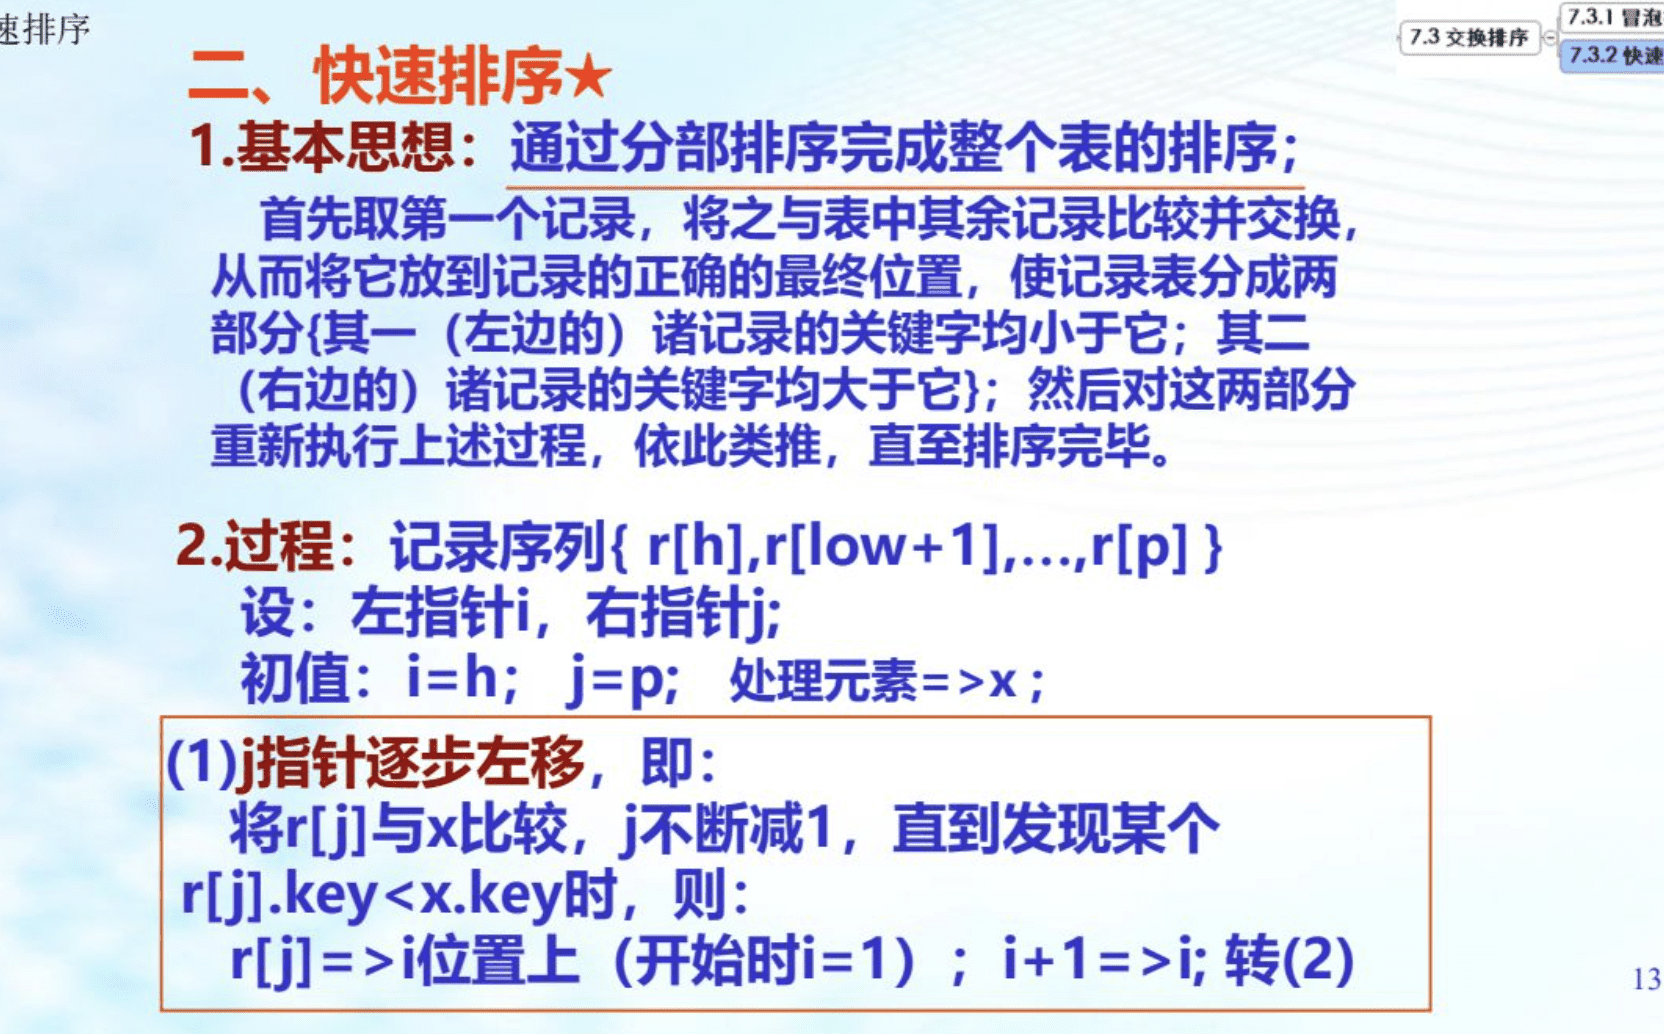 速排序
7.3 交换排序
7.3.1 冒泡
7.3.2 快速
二、快速排序★
1.基本思想：通过分部排序完成整个表的排序；
首先取第一个记录，将之与表中其余记录比较并交换，
从而将它放到记录的正确的最终位置，使记录表分成两
部分{其一（左边的）诸记录的关键字均小于它；其二
（右边的）诸记录的关键字均大于它}；然后对这两部分
重新执行上述过程，依此类推，直至排序完毕。
2.过程：记录序列{ r[h],r[low+1],…,r[p] }
设：左指针i，右指针j;
初值：i=h； j=p; 处理元素=>x ;
(1)j指针逐步左移，即：
将r[j]与x比较，j不断减1，直到发现某个
r[j].key<x.key时，则：
r[j]=>i位置上（开始时i=1）；i+1=>i; 转(2)
13